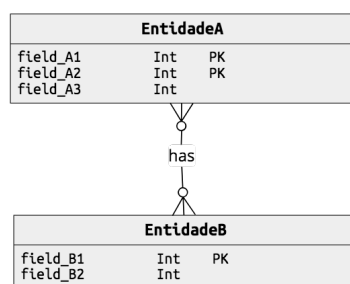 EntidadeA
field_A1 Int PK
field_A2 Int PK
field_A3 Int
has
EntidadeB
field_B1 Int PK
field_B2 Int